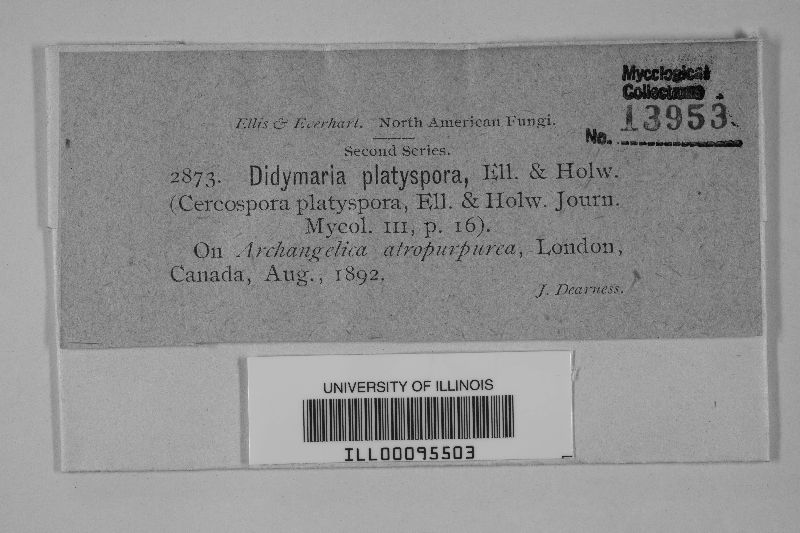 Mycological
Collections
No. 13953
Ellis & Everhart. North American Fungi.
Second Series.
2873. Didymaria platyspora, Ell. & Holw.
(Cercospora platyspora, Ell. & Holw. Journ.
Mycol. III, p. 16).
On Archangelica atropurpurea, London,
Canada, Aug., 1892.
J. Dearness.
UNIVERSITY OF ILLINOIS
ILL00095503